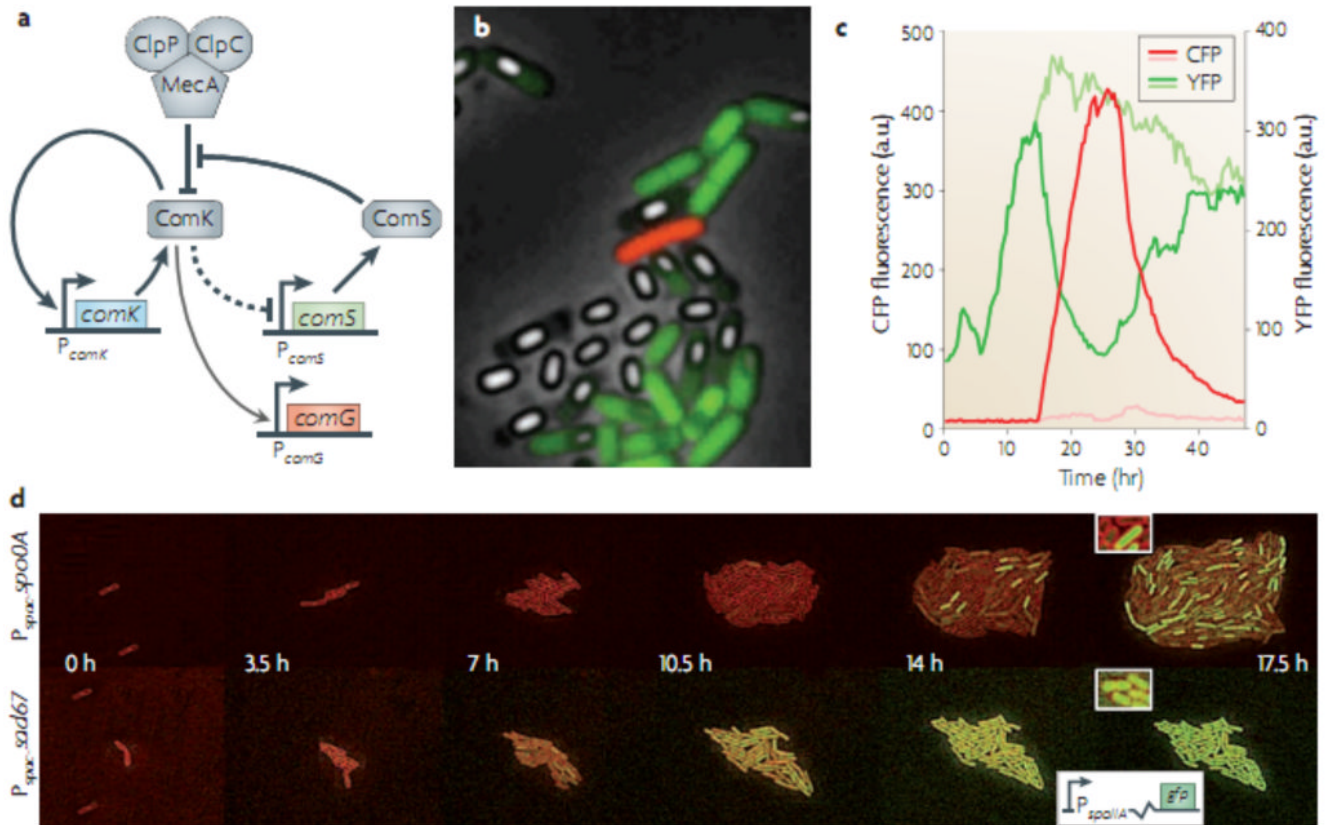 a
ClpP ClpC
MecA
ComK
ComS
comK
comS
P comK
P comS
comG
P comG
b
c
CFP
YFP
500
400
300
200
100
0
CFP fluorescence (a.u.)
400
300
200
100
0
YFP fluorescence (a.u.)
0 10 20 30 40
Time (hr)
d
P spac-spo0A
0 h 3.5 h 7 h 10.5 h 14 h 17.5 h
P spac-sad67
P spoIIA gfp